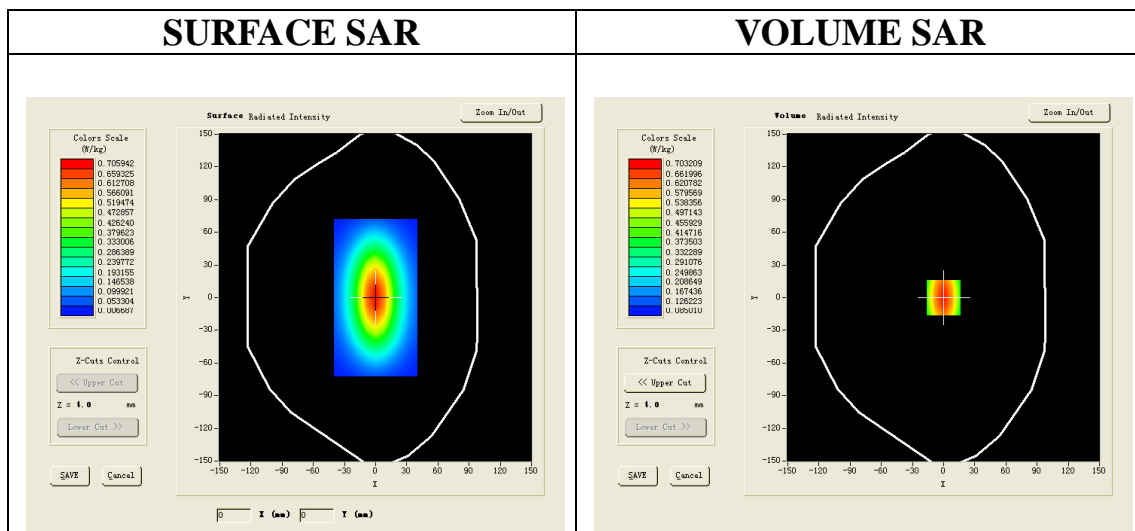 SURFACE SAR
VOLUME SAR
Surface Radiated Intensity
Zoom In/Out
Colors Scale
(W/kg)
0.705942
0.659325
0.612708
0.566091
0.519474
0.472857
0.426240
0.379623
0.333006
0.286389
0.239772
0.193155
0.146538
0.099921
0.053304
0.006687
150
120
90
60
30
0
-30
-60
-90
-120
-150
Y
-150 -120 -90 -60 -30 0 30 60 90 120 150
X
Z-Cuts Control
<< Upper Cut
Z = 4.0 mm
Lower Cut >>
SAVE Cancel
0 X (mm) 0 Y (mm)
Volume Radiated Intensity
Zoom In/Out
Colors Scale
(W/kg)
0.703209
0.661996
0.620782
0.579569
0.538356
0.497143
0.455929
0.414716
0.373503
0.332289
0.291076
0.249863
0.208649
0.167436
0.126223
0.085010
150
120
90
60
30
0
-30
-60
-90
-120
-150
Y
-150 -120 -90 -60 -30 0 30 60 90 120 150
X
Z-Cuts Control
<< Upper Cut
Z = 4.0 mm
Lower Cut >>
SAVE Cancel